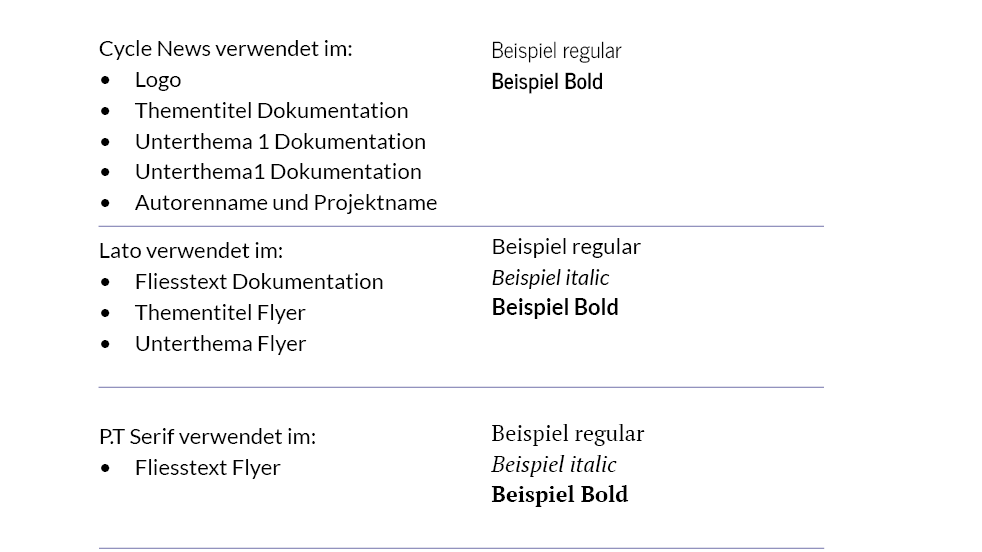 Cycle News verwendet im:
• Logo
• Thementitel Dokumentation
• Unterthema 1 Dokumentation
• Unterthema1 Dokumentation
• Autorenname und Projektname
Beispiel regular
Beispiel Bold
Lato verwendet im:
• Fliesstext Dokumentation
• Thementitel Flyer
• Unterthema Flyer
Beispiel regular
Beispiel italic
Beispiel Bold
P.T Serif verwendet im:
• Fliesstext Flyer
Beispiel regular
Beispiel italic
Beispiel Bold